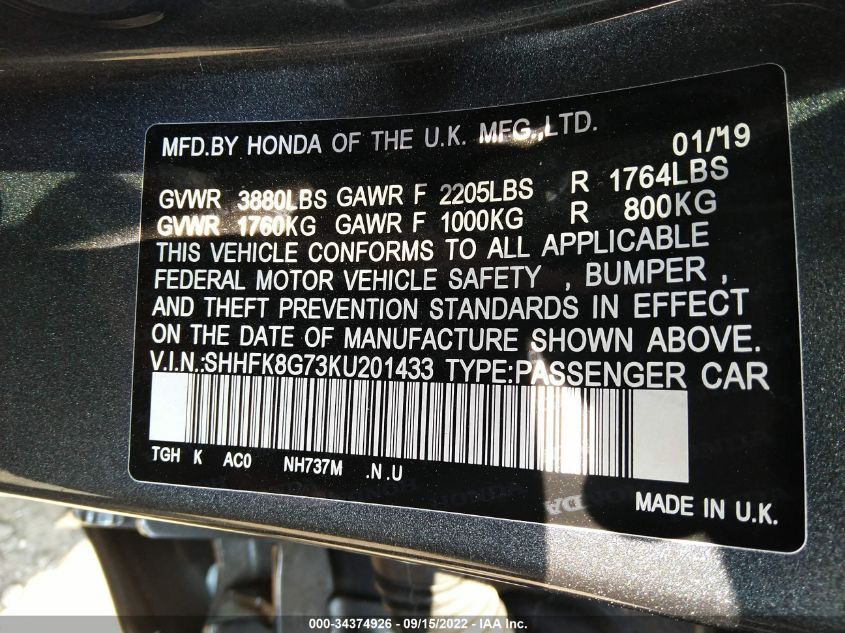 MFD.BY HONDA OF THE U.K. MFG.,LTD. 01/19
GVWR 3880LBS GAWR F 2205LBS R 1764LBS
GVWR 1760KG GAWR F 1000KG R 800KG
THIS VEHICLE CONFORMS TO ALL APPLICABLE
FEDERAL MOTOR VEHICLE SAFETY , BUMPER ,
AND THEFT PREVENTION STANDARDS IN EFFECT
ON THE DATE OF MANUFACTURE SHOWN ABOVE.
V.I.N.:SHHFK8G73KU201433 TYPE:PASSENGER CAR
TGH K AC0 NH737M .N .U
HONDA
MADE IN U.K.
000-34374926 - 09/15/2022 - IAA Inc.